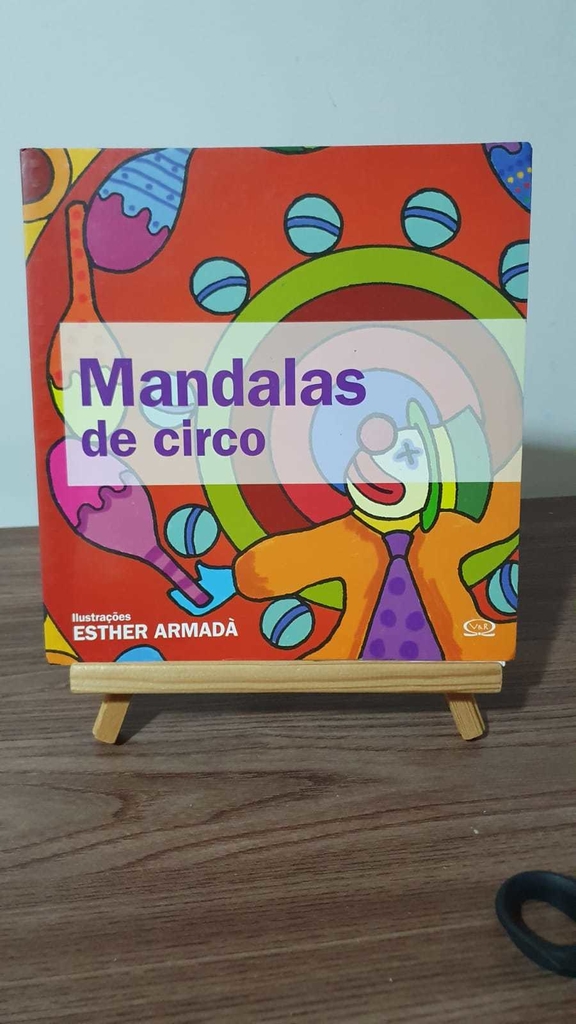 Mandalas
de circo
Ilustrações
ESTHER ARMADÀ
V&R